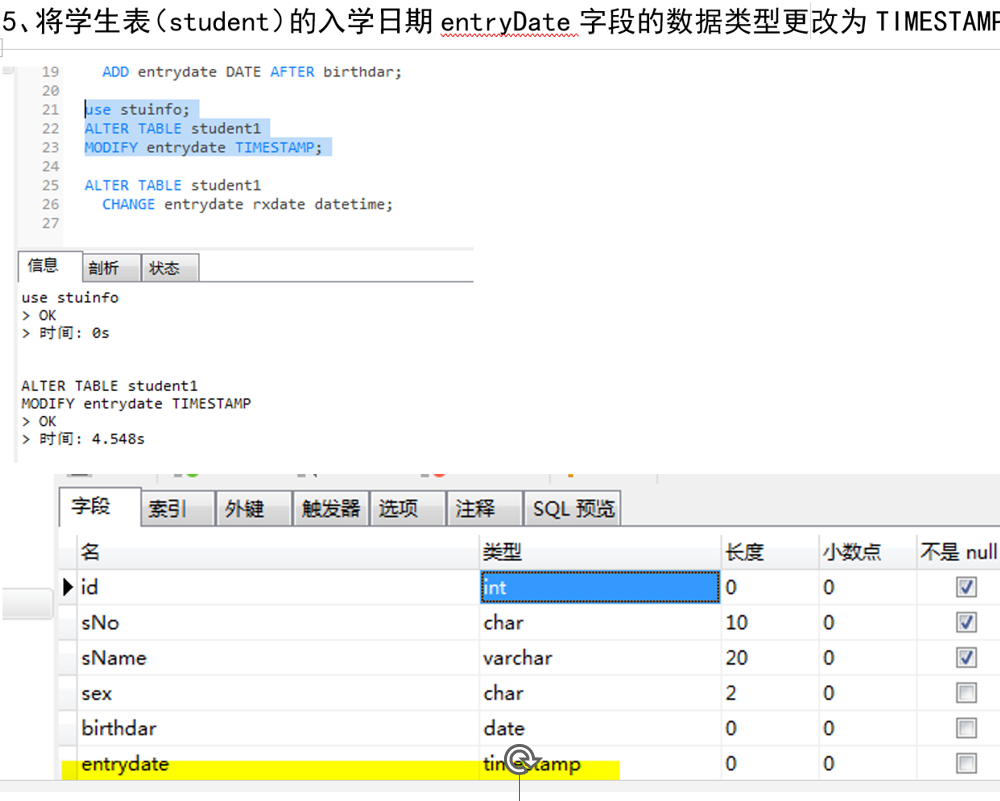 5、将学生表(student)的入学日期 entryDate 字段的数据类型更改为 TIMESTAMP
19 ADD entrydate DATE AFTER birthdar;
20
21 use stuinfo;
22 ALTER TABLE student1
23 MODIFY entrydate TIMESTAMP;
24
25 ALTER TABLE student1
26 CHANGE entrydate rxdate datetime;
27
信息 剖析 状态
use stuinfo
> OK
> 时间: 0s
ALTER TABLE student1
MODIFY entrydate TIMESTAMP
> OK
> 时间: 4.548s
字段 索引 外键 触发器 选项 注释 SQL 预览
名 类型 长度 小数点 不是 null
id int 0 0
sNo char 10 0
sName varchar 20 0
sex char 2 0
birthdar date 0 0
entrydate timestamp 0 0